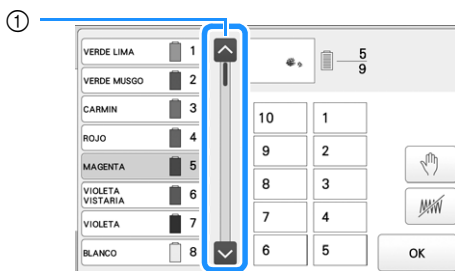 ①
VERDE LIMA 1
VERDE MUSGO 2
CARMIN 3
ROJO 4
MAGENTA 5
VIOLETA
VISTARIA 6
VIOLETA 7
BLANCO 8
5
9
10 1
9 2
8 3
7 4
6 5
OK